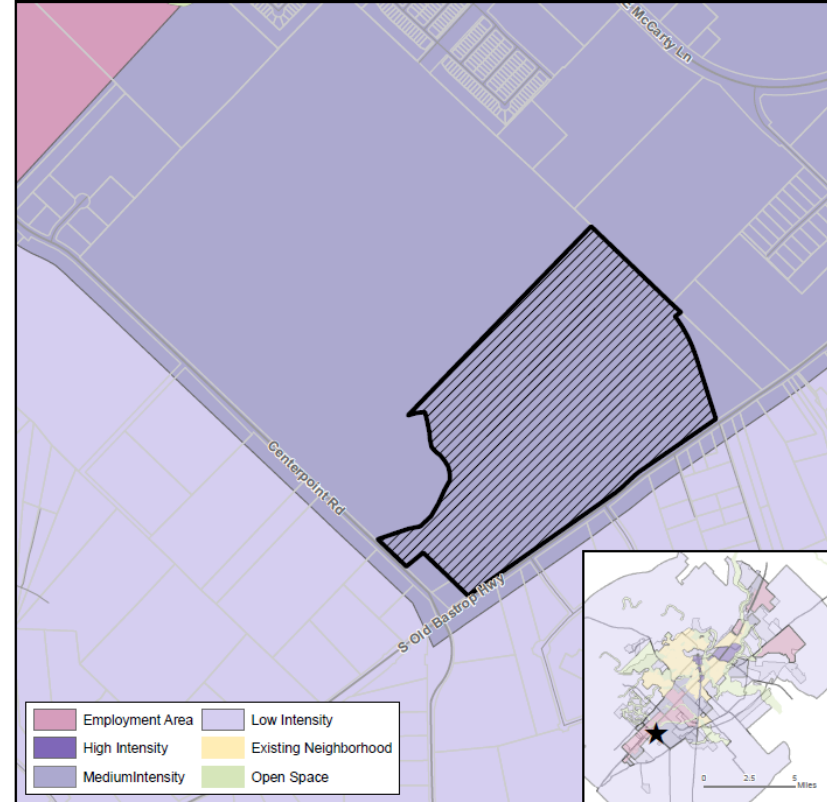 E McCarty Ln
Centerpoint Rd
S Old Bastrop Hwy
Employment Area
High Intensity
MediumIntensity
Low Intensity
Existing Neighborhood
Open Space
0 2.5 5
Miles